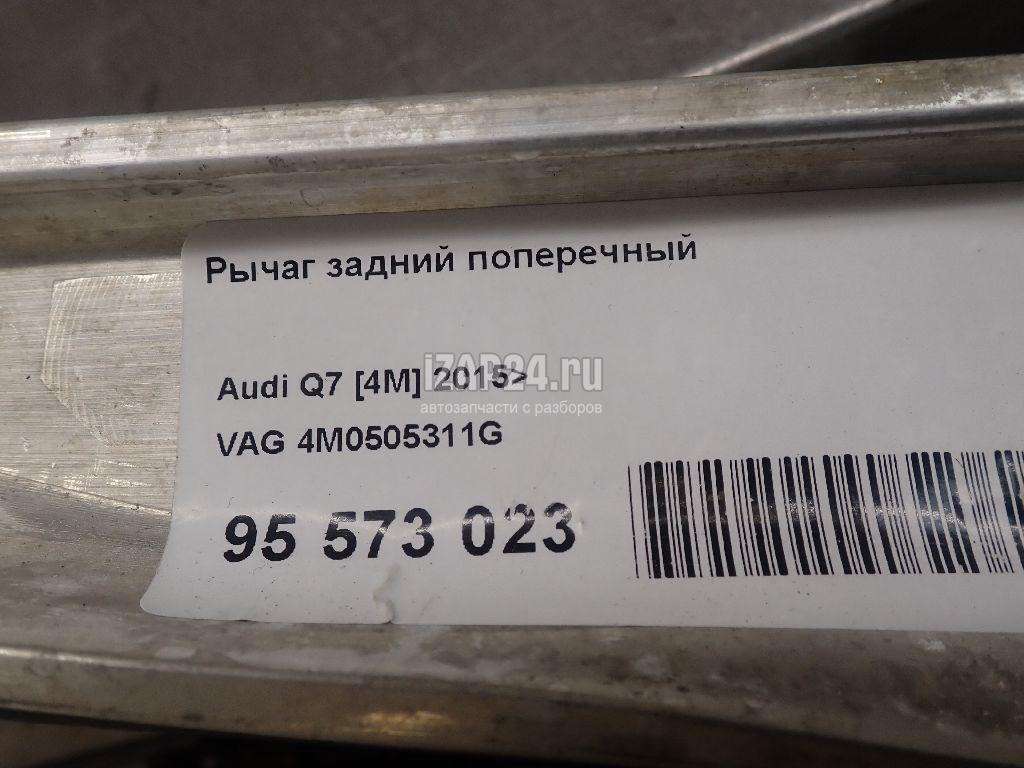 Рычаг задний поперечный
Audi Q7 [4M] 2015>
iZAP24.ru
автозапчасти с разборов
VAG 4M0505311G
95 573 023